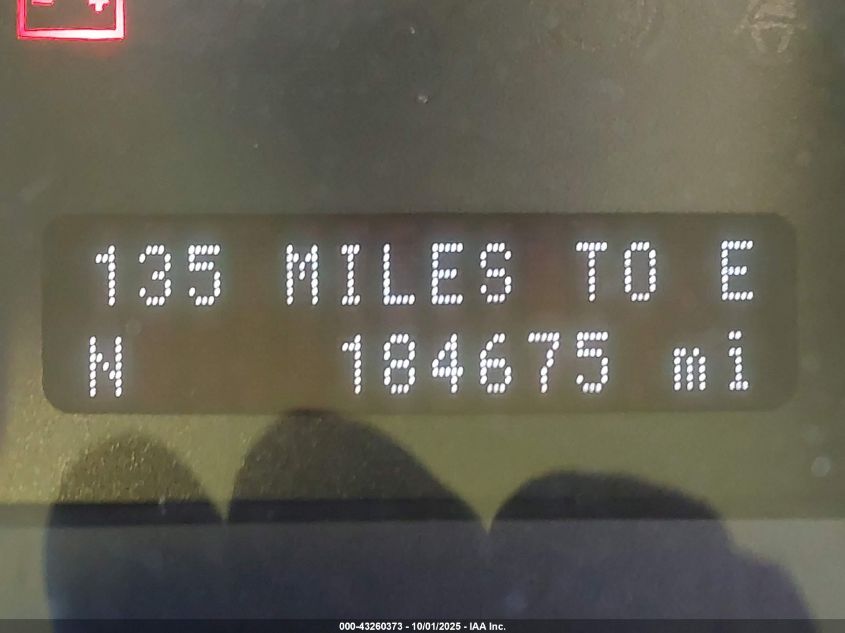 135 MILES TO E
N 184675 mi
000-43260373 - 10/01/2025 - IAA Inc.